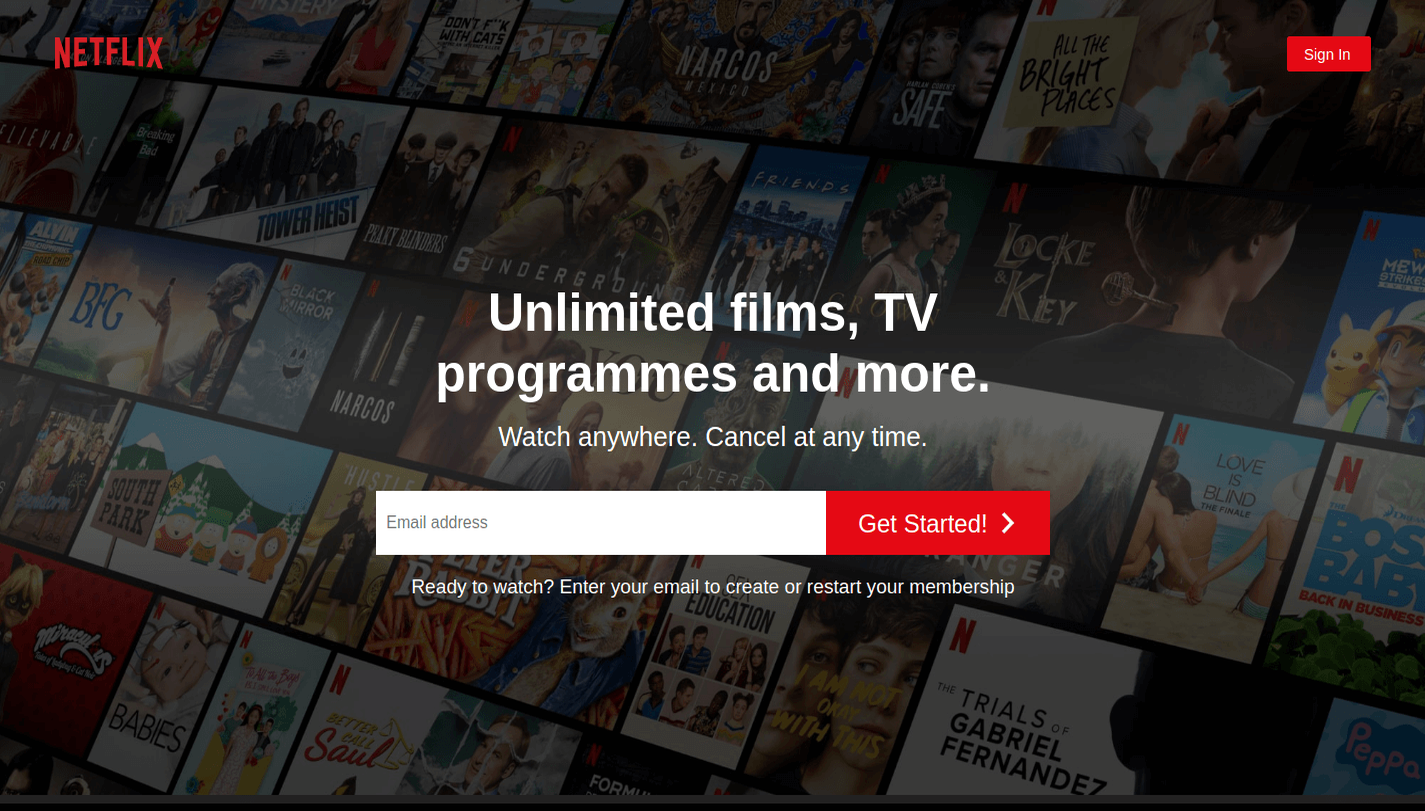 NETFLIX
Sign In
MYSTERY
DON'T F**K
WITH CATS
NARCOS
MEXICO
HARLAN COBEN'S
SAFE
ALL THE
BRIGHT
PLACES
Breaking
Bad
TOWER HEIST
PEAKY BLINDERS
6 UNDERGROUND
FRIENDS
LOCKE
& KEY
ALVIN
ROAD CHIP
BFG
BLACK
MIRROR
NARCOS
YOU
Unlimited films, TV
programmes and more.
Watch anywhere. Cancel at any time.
Email address
Get Started!
Ready to watch? Enter your email to create or restart your membership
SOUTH
PARK
HUSTLE
ALTERED
LOVE
IS
BLIND
THE FINALE
THE
BOSS
BABY
BACK IN BUSINESS
RABBIT
EDUCATION
Miraculous
BABIES
To All the Boys
BETTER
CALL
Saul
I AM NOT
OKAY
WITH THIS
THE TRIALS OF
GABRIEL
FERNANDEZ
Peppa